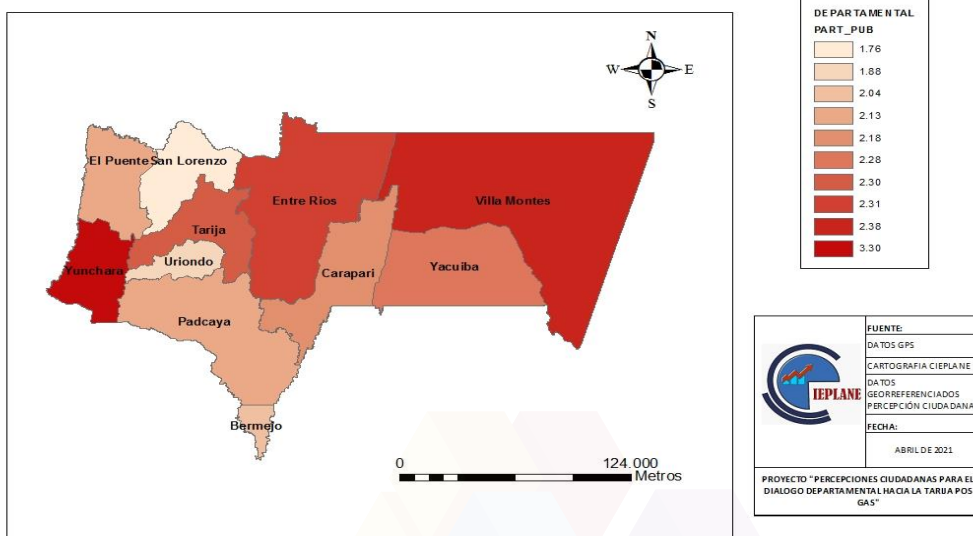 DEPARTAMENTAL
PART_PUB
1.76
1.88
2.04
2.13
2.18
2.28
2.30
2.31
2.38
3.30
N
W E
S
El Puente San Lorenzo
Entre Rios
Villa Montes
Tarija
Yunchara
Uriondo
Carapari
Yacuiba
Padcaya
Bermejo
0 124.000
Metros
IEPLANE
FUENTE:
DATOS GPS
CARTOGRAFIA CIEPLANE
DATOS
GEORREFERENCIADOS
PERCEPCIÓN CIUDADANA
FECHA:
ABRIL DE 2021
PROYECTO "PERCEPCIONES CIUDADANAS PARA EL
DIALOGO DEPARTAMENTAL HACIA LA TARIJA POS
GAS"